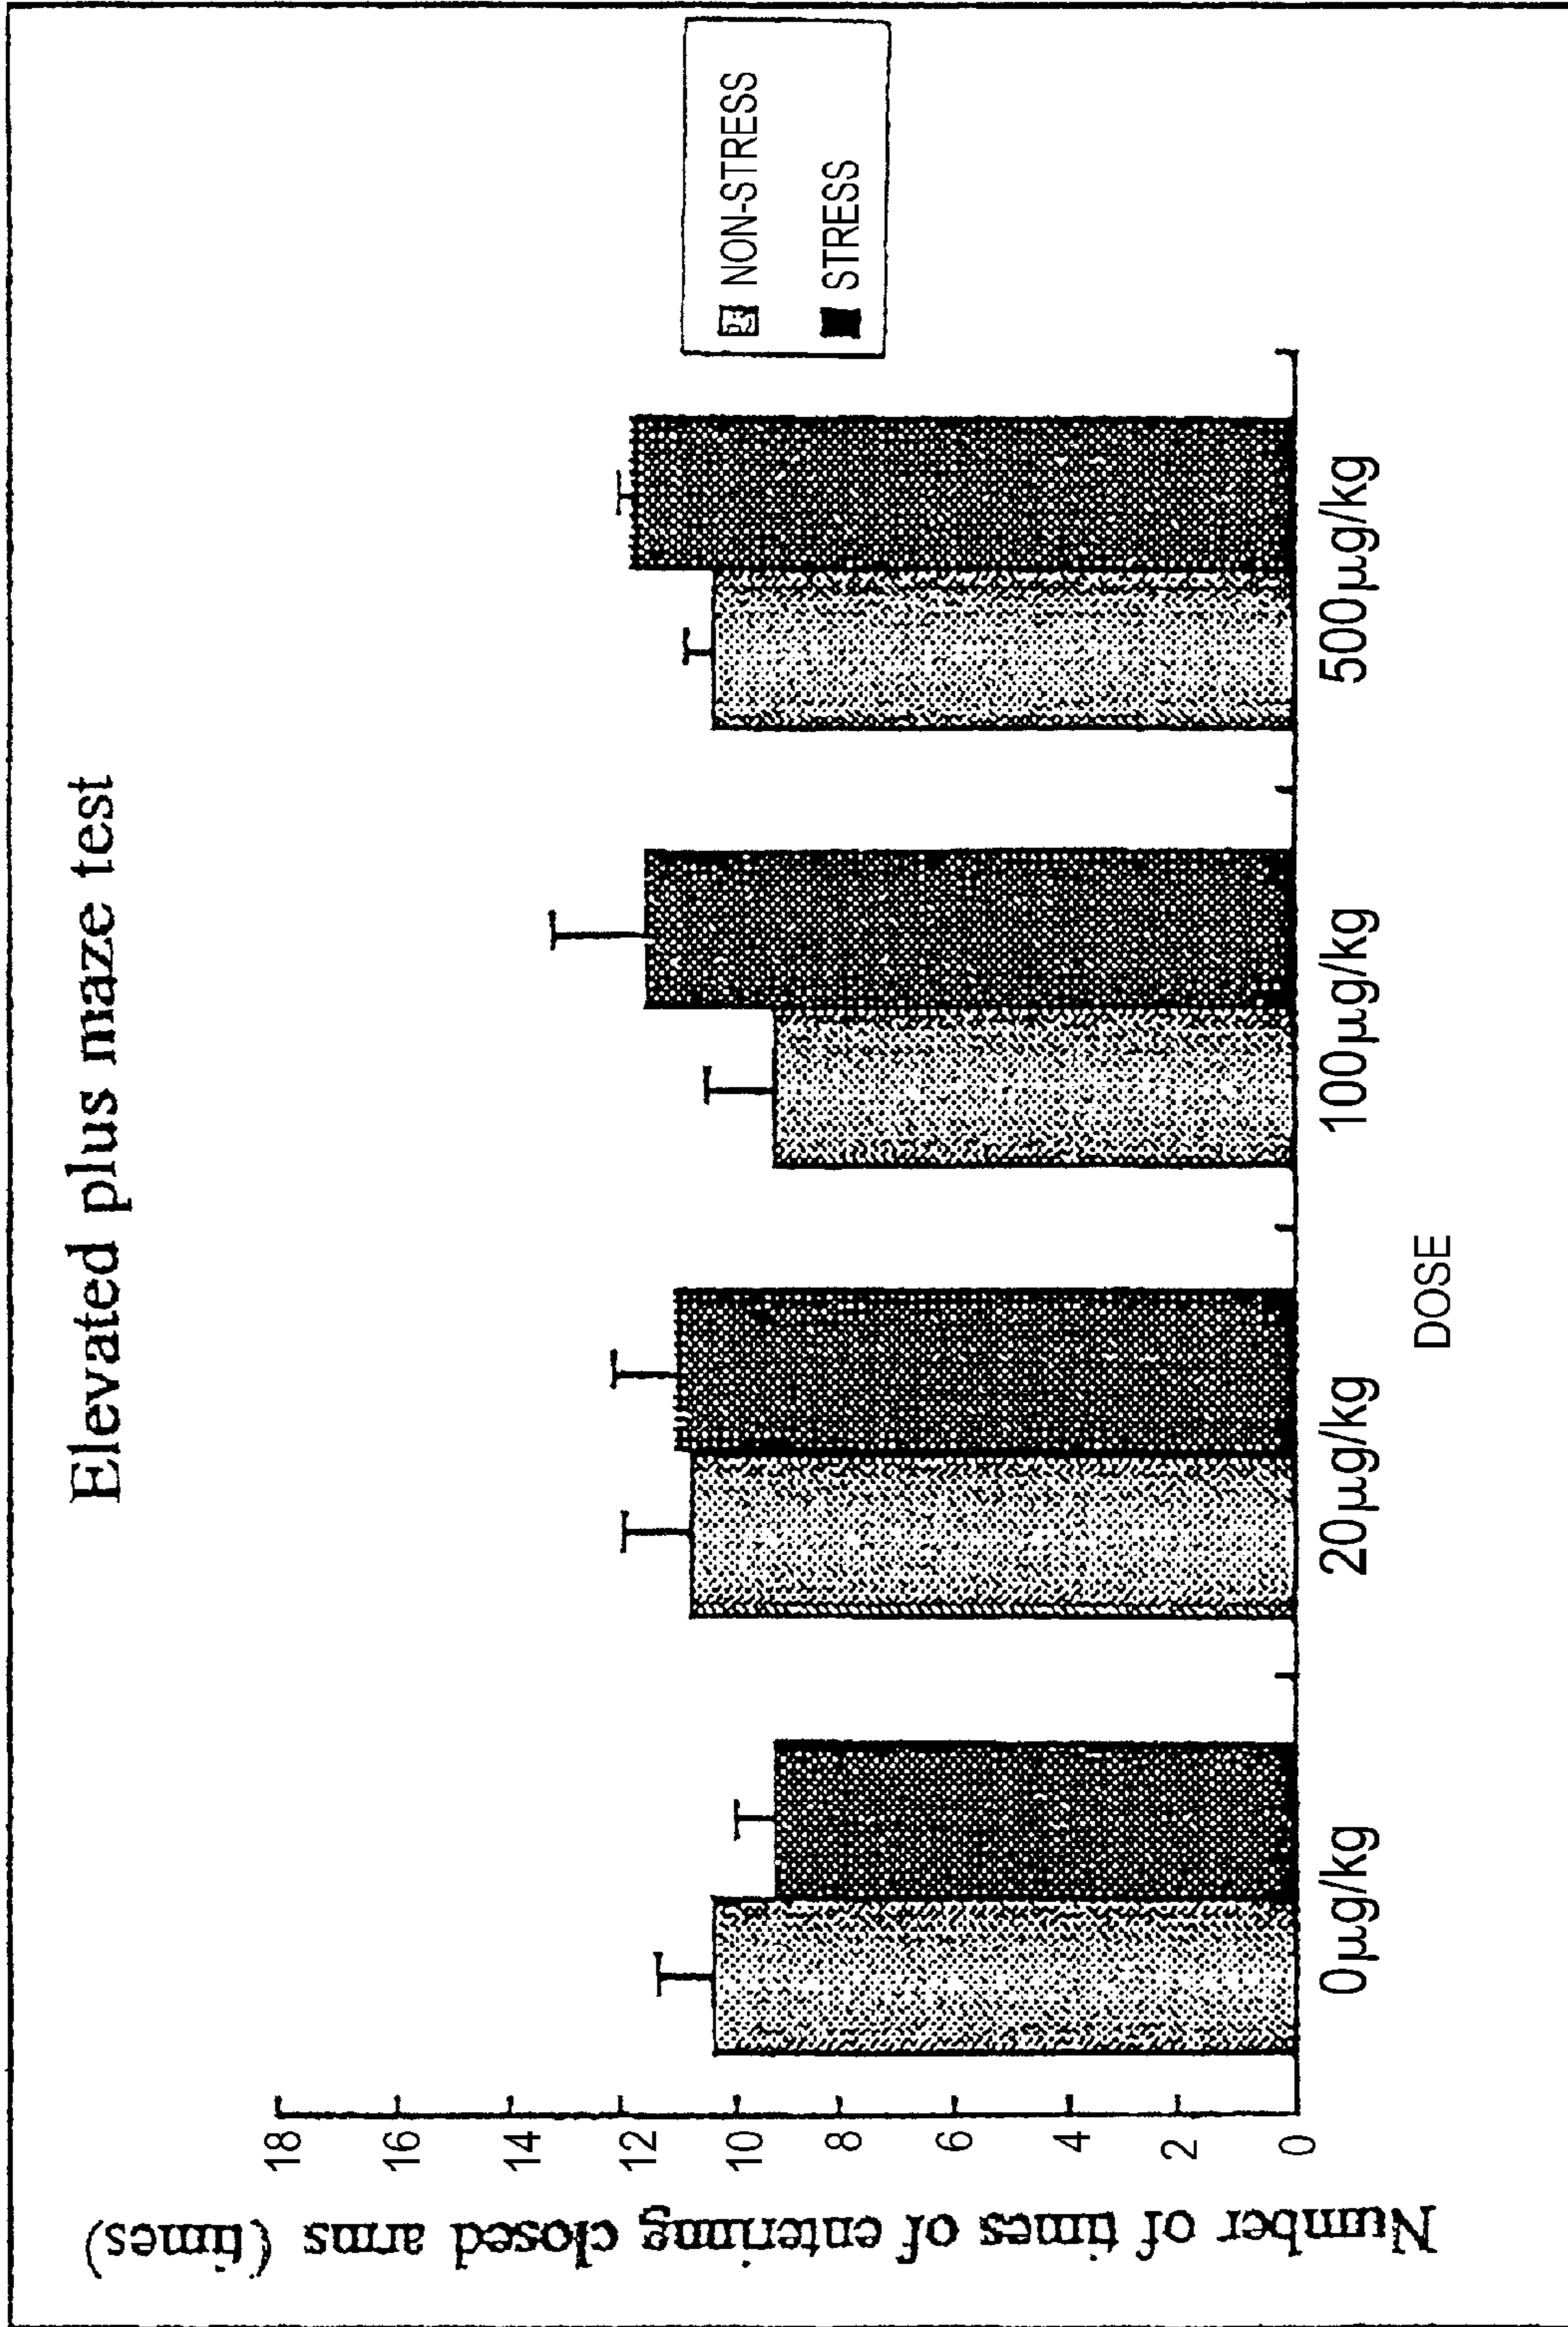 Elevated plus maze test
NON-STRESS
STRESS
Number of times of entering closed arms (times)
18
16
14
12
10
8
6
4
2
0
0µg/kg
20µg/kg
100µg/kg
500µg/kg
DOSE